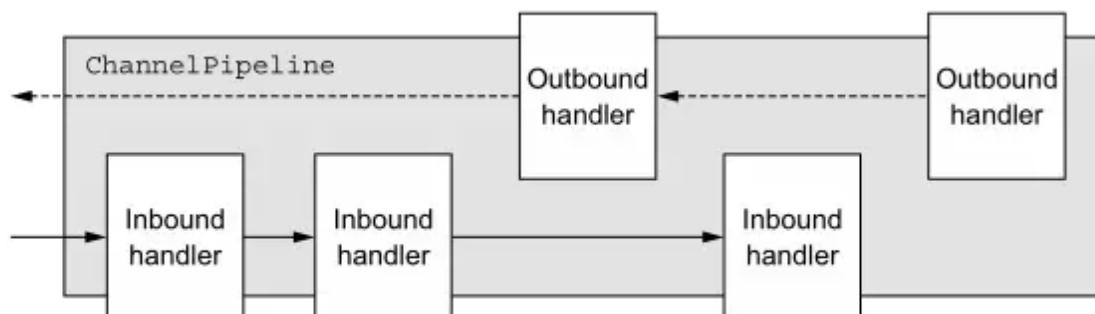 ChannelPipeline
Outbound
handler
Outbound
handler
Inbound
handler
Inbound
handler
Inbound
handler